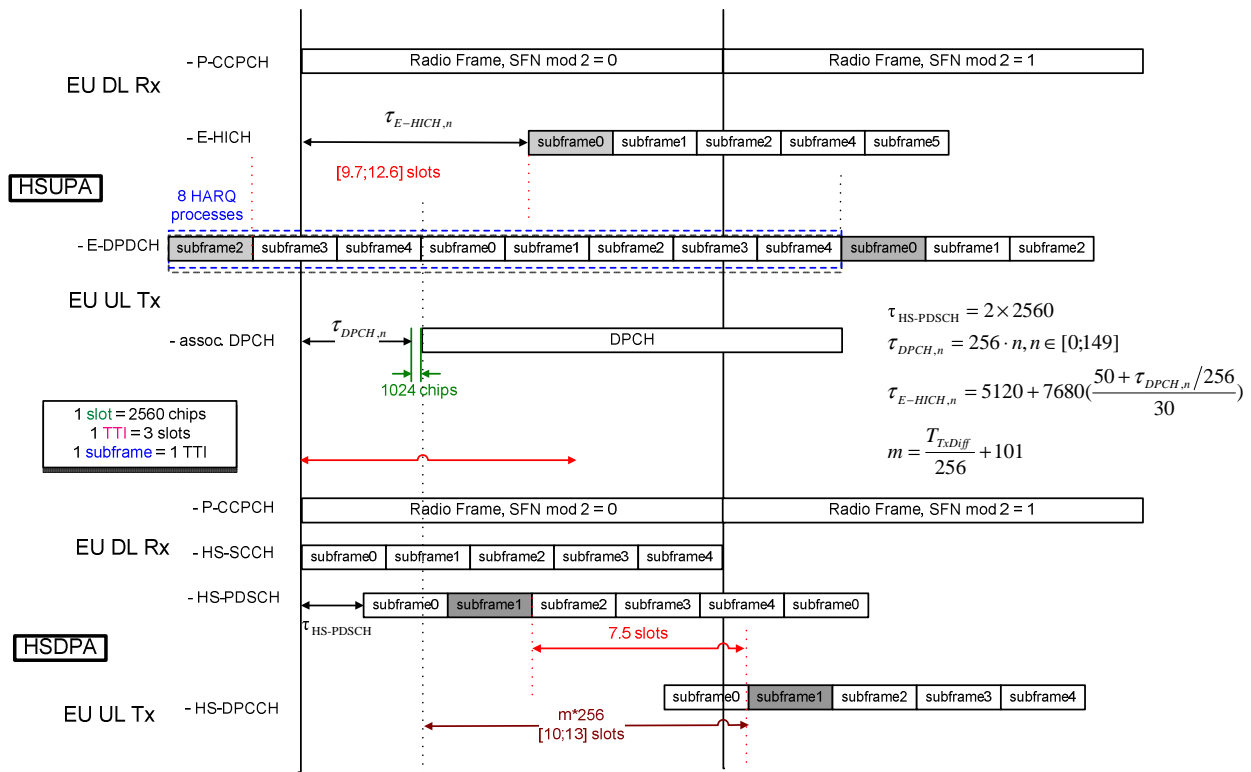 - P-CCPCH
Radio Frame, SFN mod 2 = 0
Radio Frame, SFN mod 2 = 1
EU DL Rx
τE-HICH,n
- E-HICH
subframe0 subframe1 subframe2 subframe4 subframe5
[9.7;12.6] slots
HSUPA
8 HARQ
processes
- E-DPDCH
subframe2 subframe3 subframe4 subframe0 subframe1 subframe2 subframe3 subframe4 subframe0 subframe1 subframe2
EU UL Tx
τDPCH,n
- assoc. DPCH
DPCH
1024 chips
τHS-PDSCH = 2 × 2560
τDPCH,n = 256 · n, n ∈ [0;149]
τE-HICH,n = 5120 + 7680(50 + τDPCH,n/256 / 30)
m = TTxDiff / 256 + 101
1 slot = 2560 chips
1 TTI = 3 slots
1 subframe = 1 TTI
- P-CCPCH
Radio Frame, SFN mod 2 = 0
Radio Frame, SFN mod 2 = 1
EU DL Rx
- HS-SCCH
subframe0 subframe1 subframe2 subframe3 subframe4
- HS-PDSCH
subframe0 subframe1 subframe2 subframe3 subframe4 subframe0
τHS-PDSCH
7.5 slots
HSDPA
EU UL Tx
- HS-DPCCH
subframe0 subframe1 subframe2 subframe3 subframe4
m*256
[10;13] slots